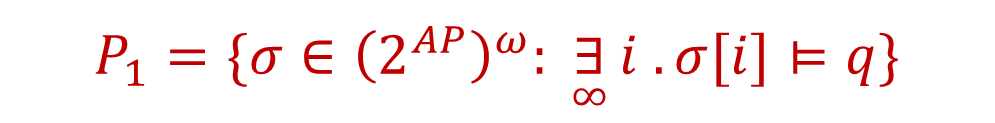 P₁ = {σ ∈ (2^{AP})^ω: ∃_∞ i . σ[i] ⊨ q}